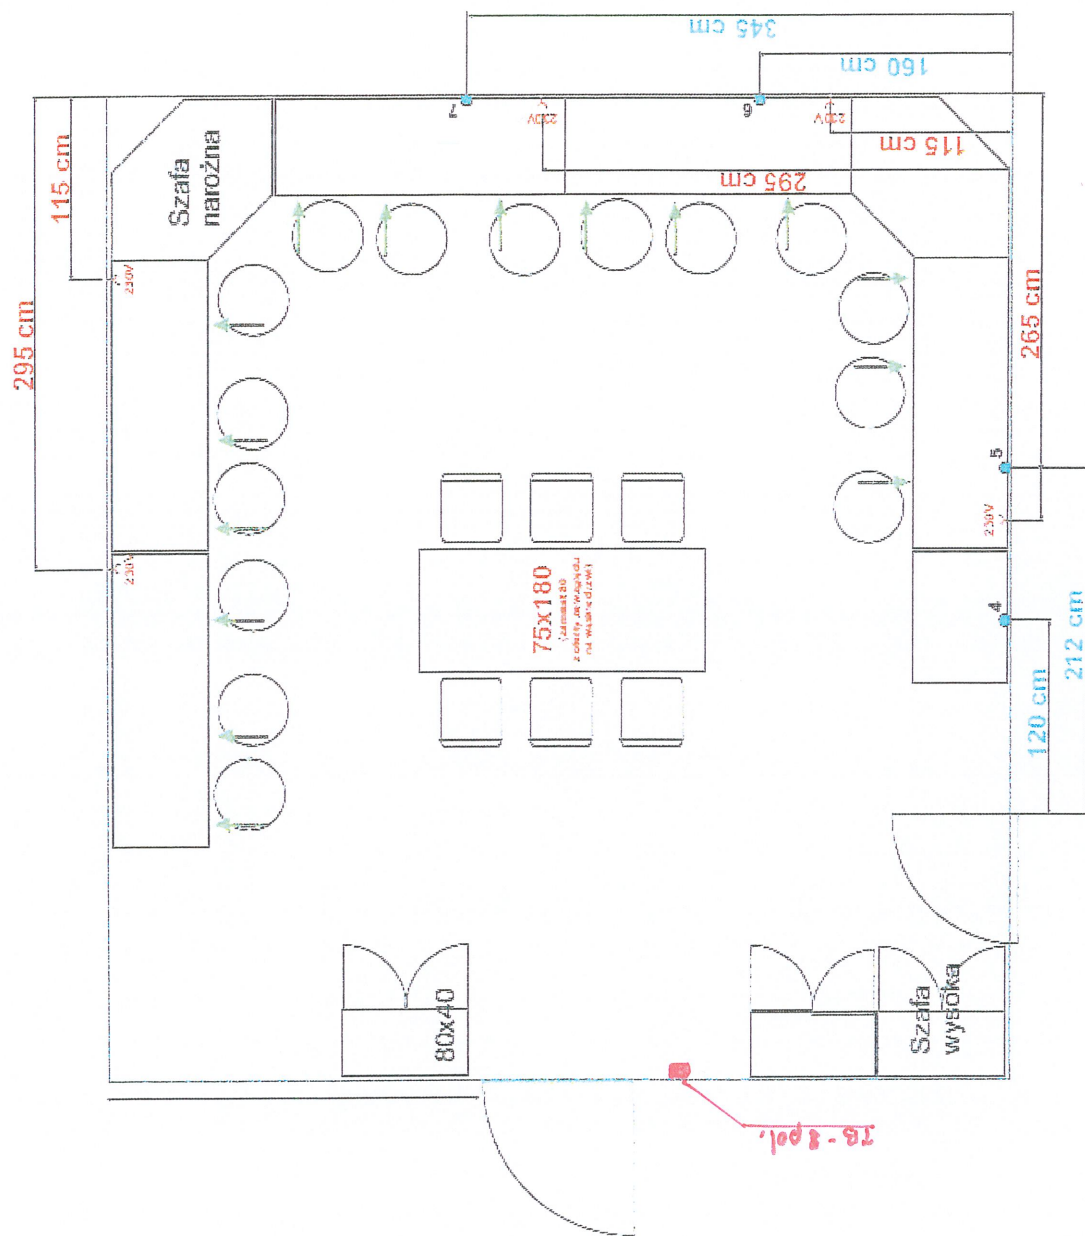 345 cm
160 cm
7
6
230V
230V
115 cm
295 cm
Szafa
narożna
115 cm
295 cm
230V
230V
265 cm
5
230V
4
212 cm
120 cm
75x180
80x40
Szafa
wysoka
TB-8 pol.